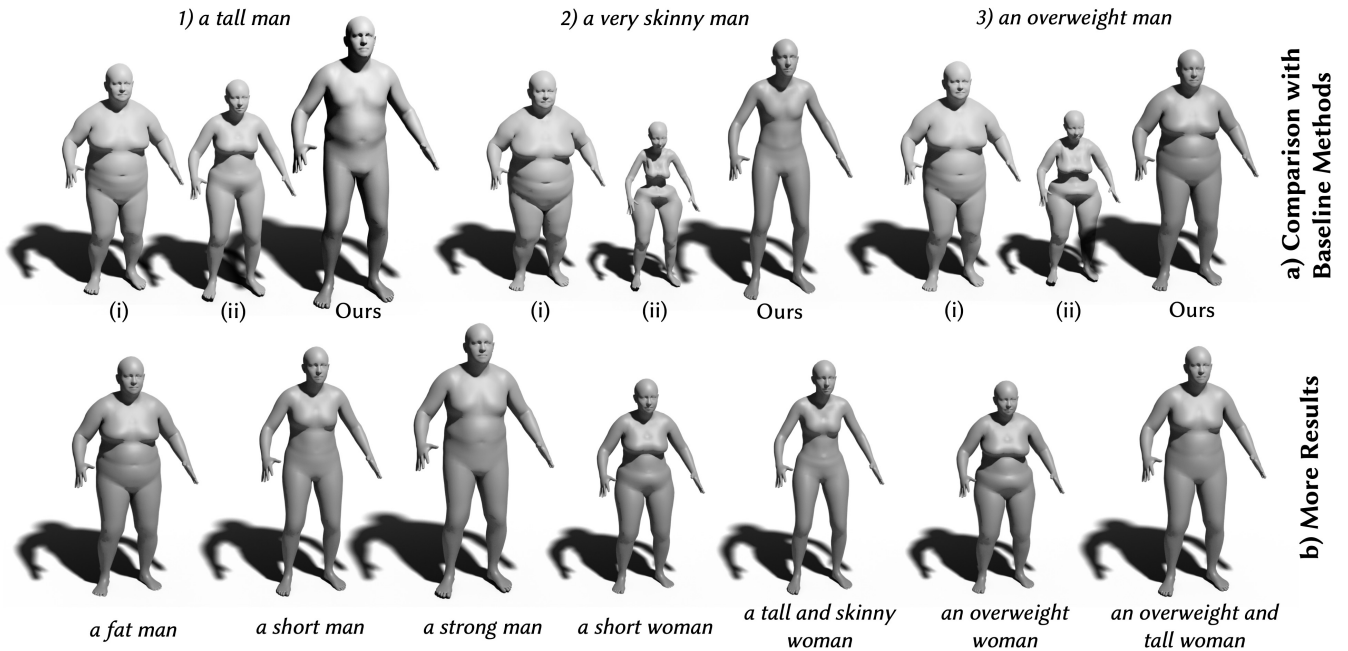 1) a tall man
2) a very skinny man
3) an overweight man
a) Comparison with
Baseline Methods
(i)
(ii)
Ours
(i)
(ii)
Ours
(i)
(ii)
Ours
b) More Results
a fat man
a short man
a strong man
a short woman
a tall and skinny
woman
an overweight
woman
an overweight and
tall woman